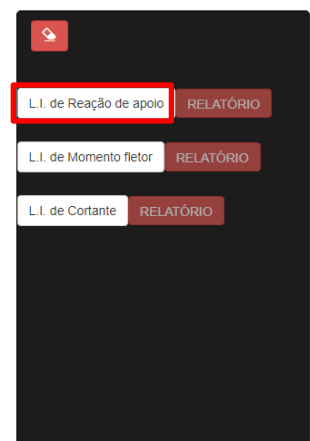 L.I. de Reação de apoio RELATÓRIO
L.I. de Momento fletor RELATÓRIO
L.I. de Cortante RELATÓRIO